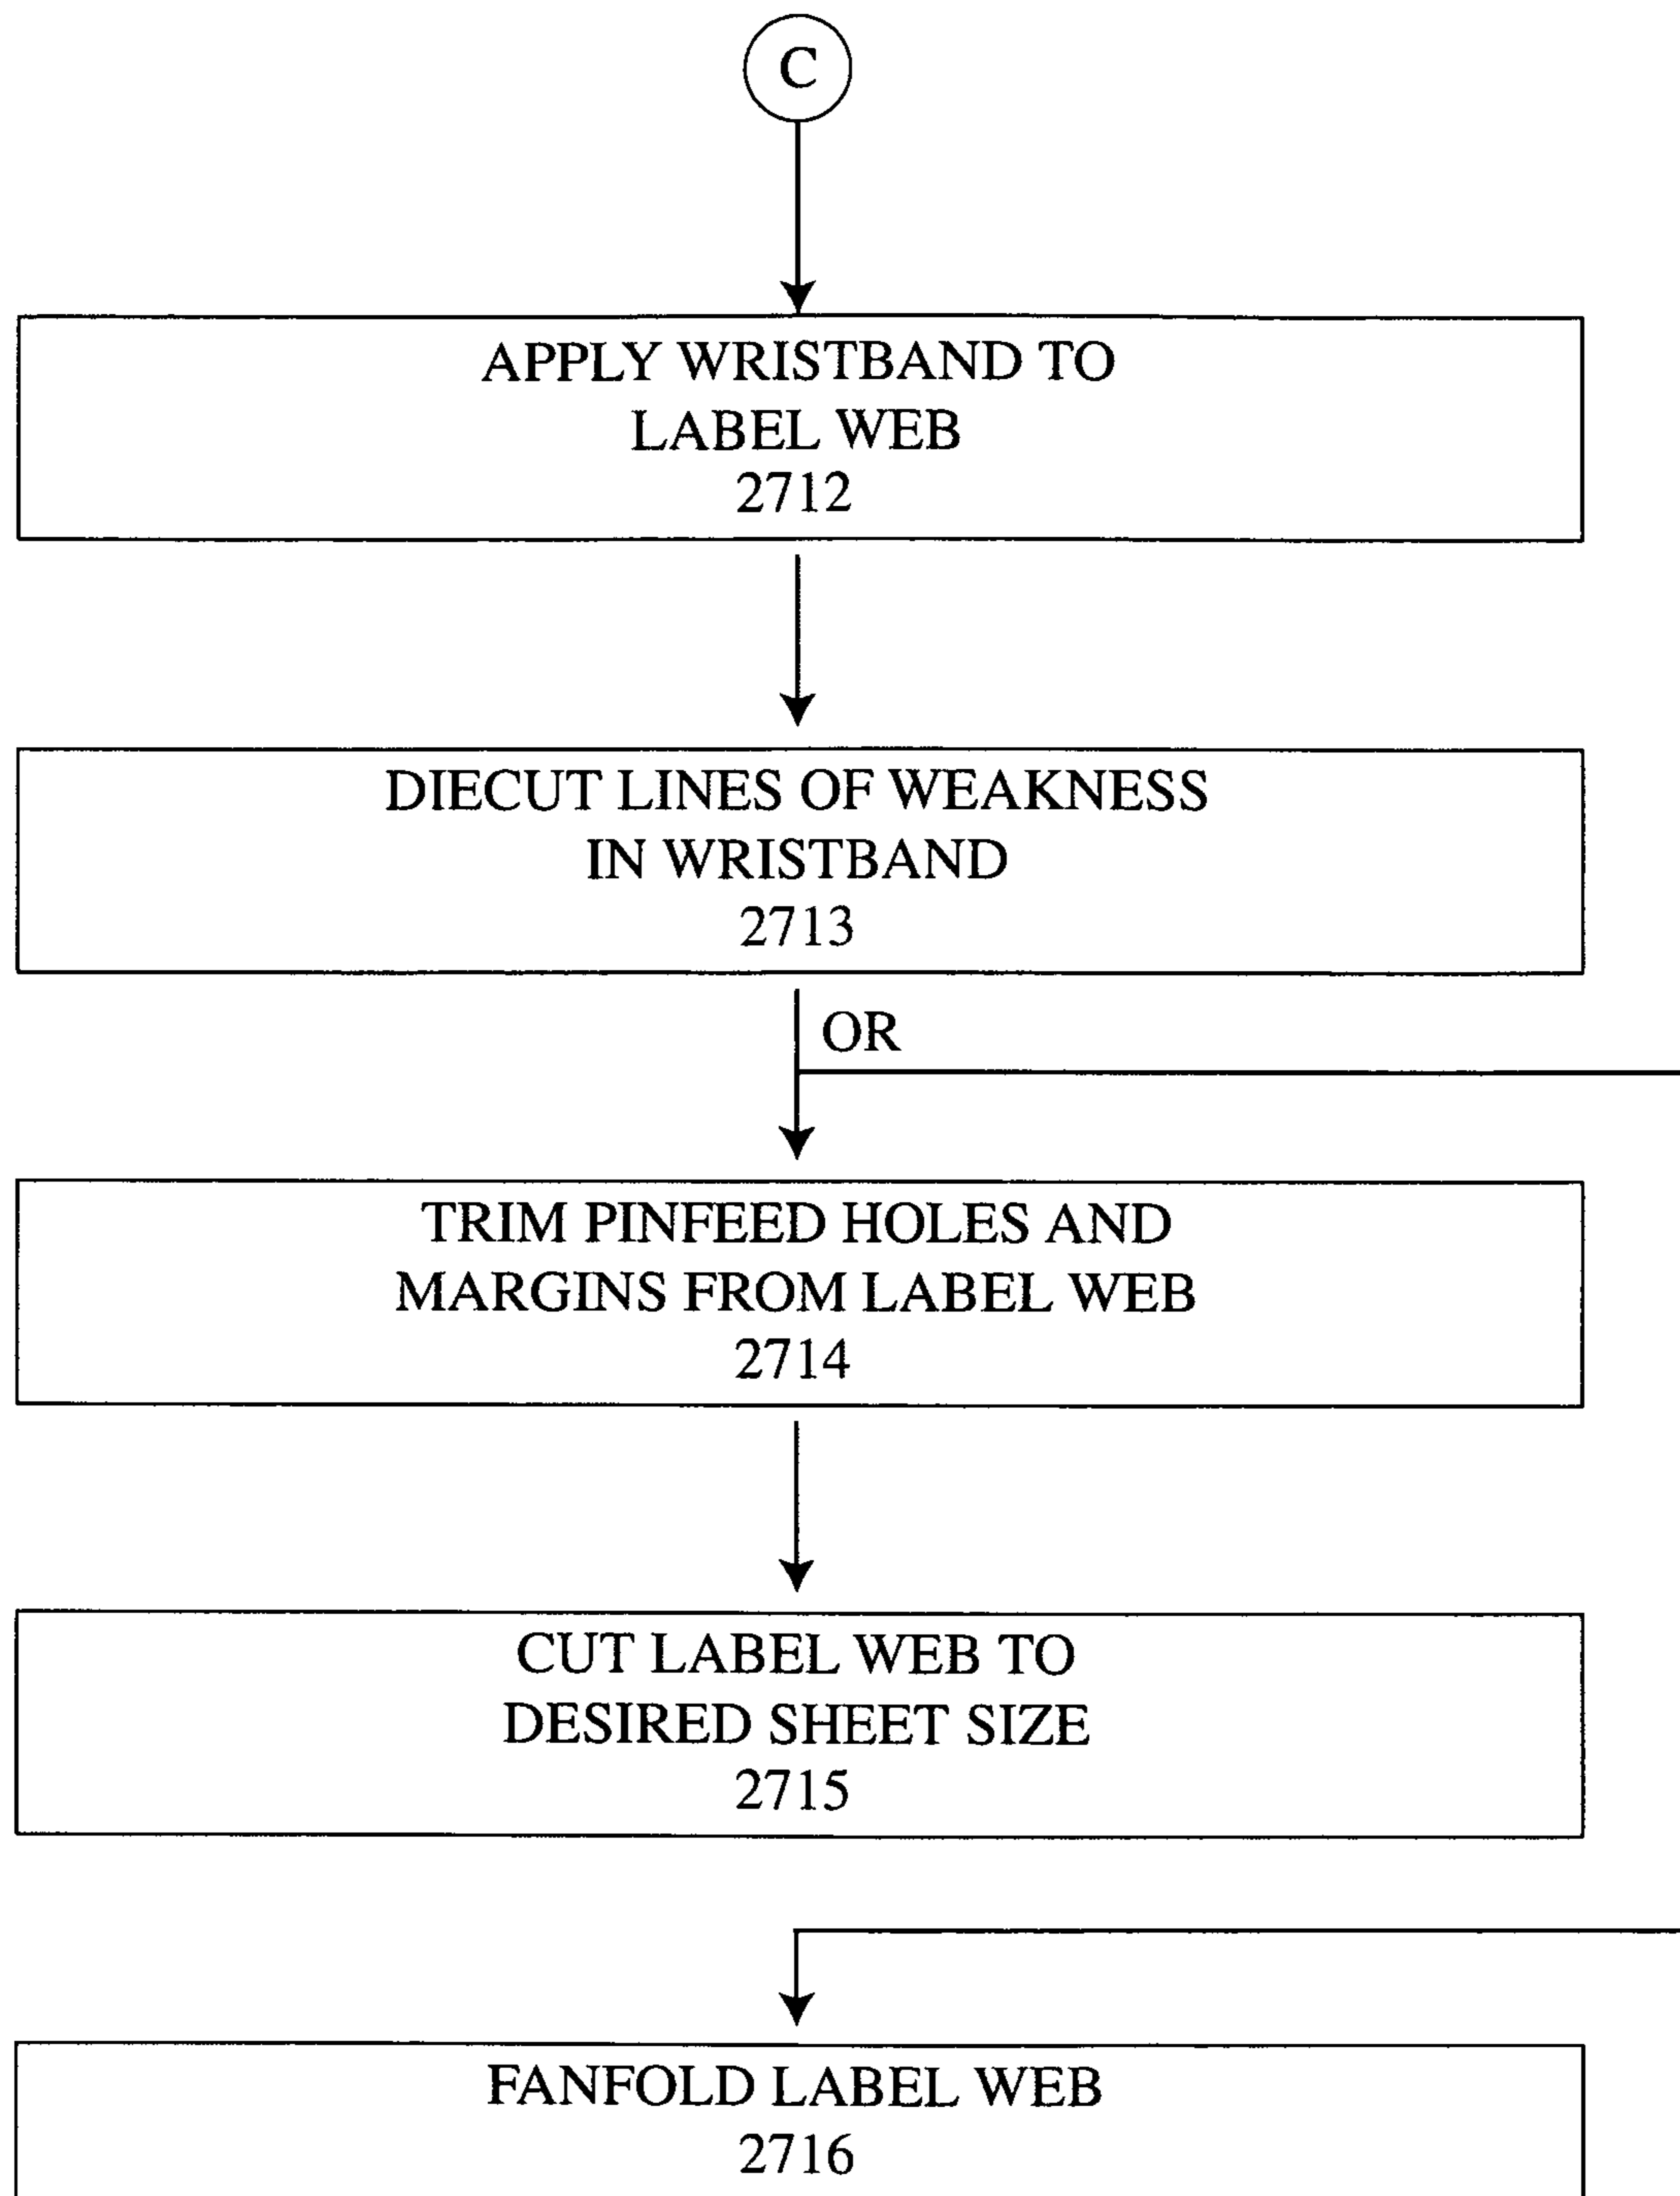 C
APPLY WRISTBAND TO
LABEL WEB
2712
DIECUT LINES OF WEAKNESS
IN WRISTBAND
2713
OR
TRIM PINFEED HOLES AND
MARGINS FROM LABEL WEB
2714
CUT LABEL WEB TO
DESIRED SHEET SIZE
2715
FANFOLD LABEL WEB
2716